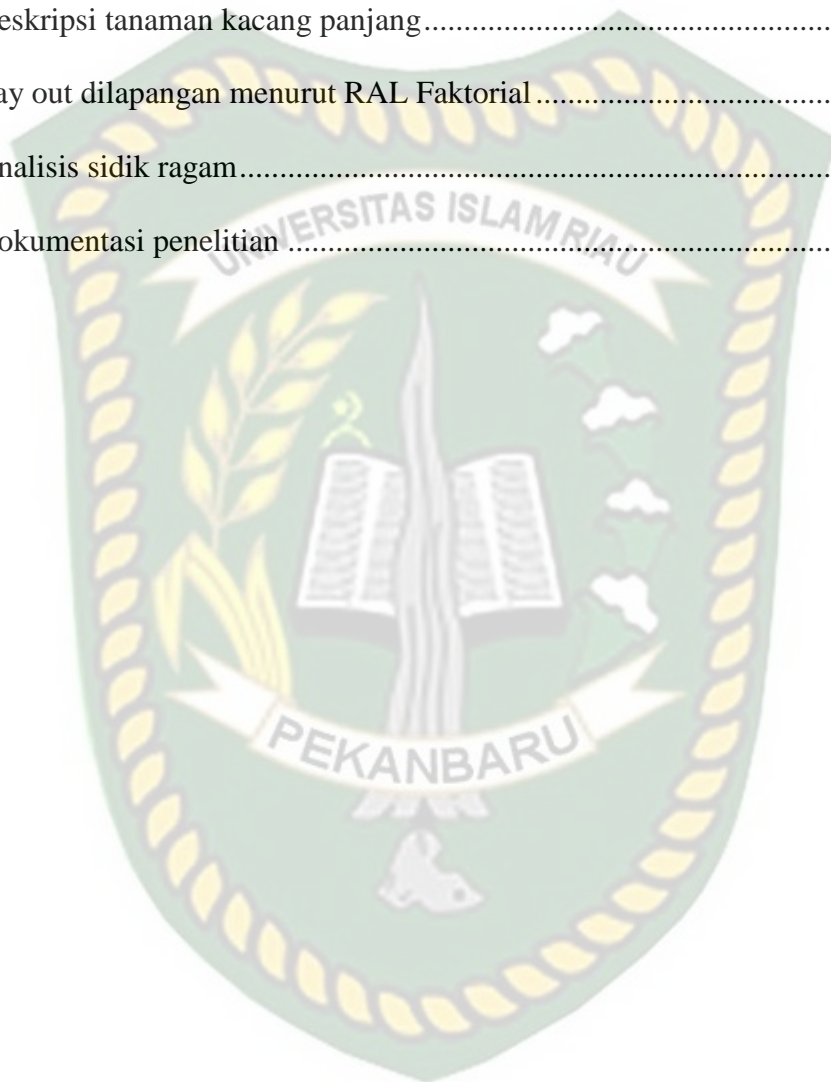 eskripsi tanaman kacang panjang..................................................
ay out dilapangan menurut RAL Faktorial.....................................
nalisis sidik ragam..........................................................................
okumentasi penelitian ....................................................................
UNIVERSITAS ISLAM RIAU
PEKANBARU